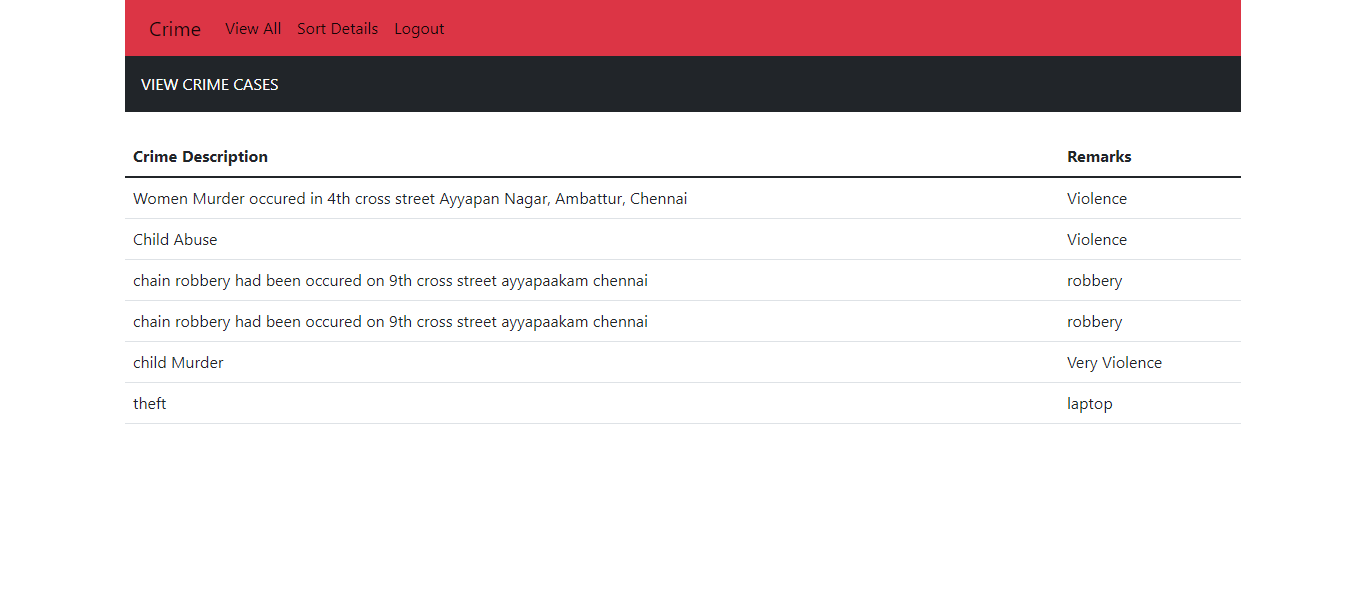 Crime View All Sort Details Logout
VIEW CRIME CASES
Crime Description Remarks
Women Murder occured in 4th cross street Ayyapan Nagar, Ambattur, Chennai Violence
Child Abuse Violence
chain robbery had been occured on 9th cross street ayyapaakam chennai robbery
chain robbery had been occured on 9th cross street ayyapaakam chennai robbery
child Murder Very Violence
theft laptop